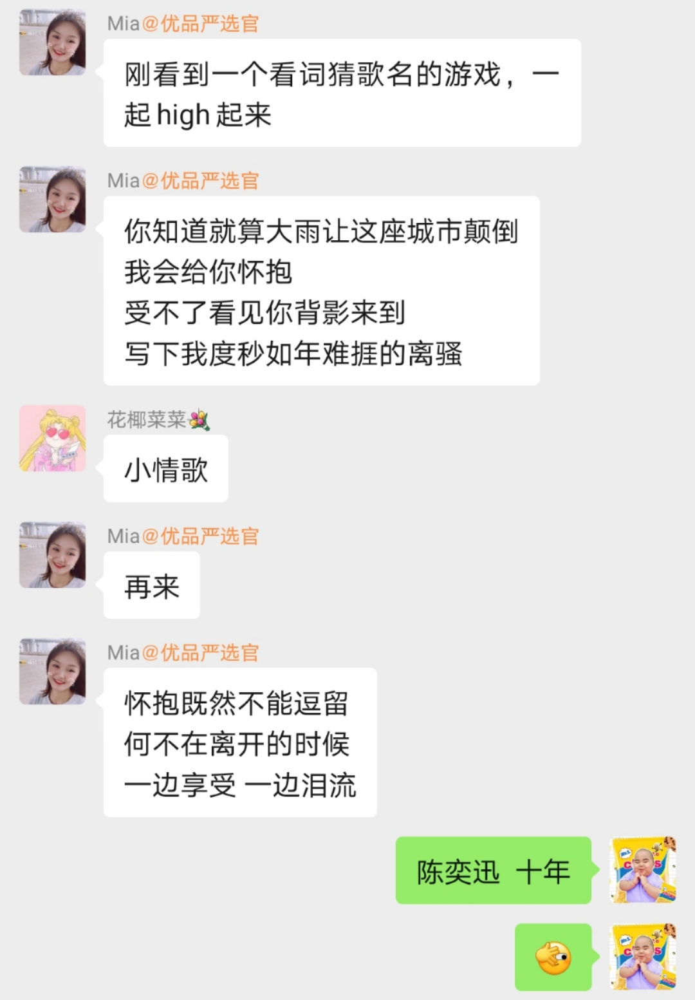 Mia@优品严选官
刚看到一个看词猜歌名的游戏，一
起high起来
Mia@优品严选官
你知道就算大雨让这座城市颠倒
我会给你怀抱
受不了看见你背影来到
写下我度秒如年难捱的离骚
花椰菜菜
小情歌
Mia@优品严选官
再来
Mia@优品严选官
怀抱既然不能逗留
何不在离开的时候
一边享受 一边泪流
陈奕迅 十年